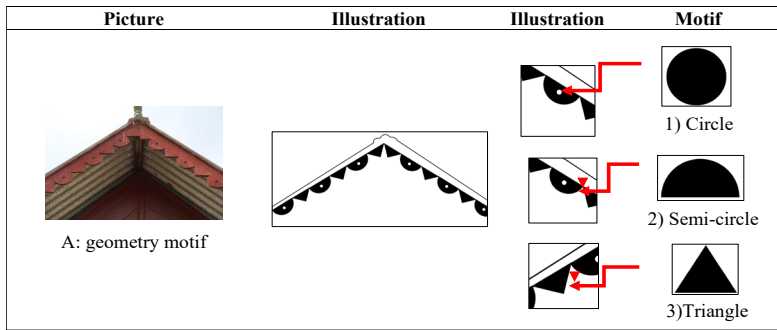 Picture Illustration Illustration Motif
1) Circle
2) Semi-circle
A: geometry motif
3)Triangle